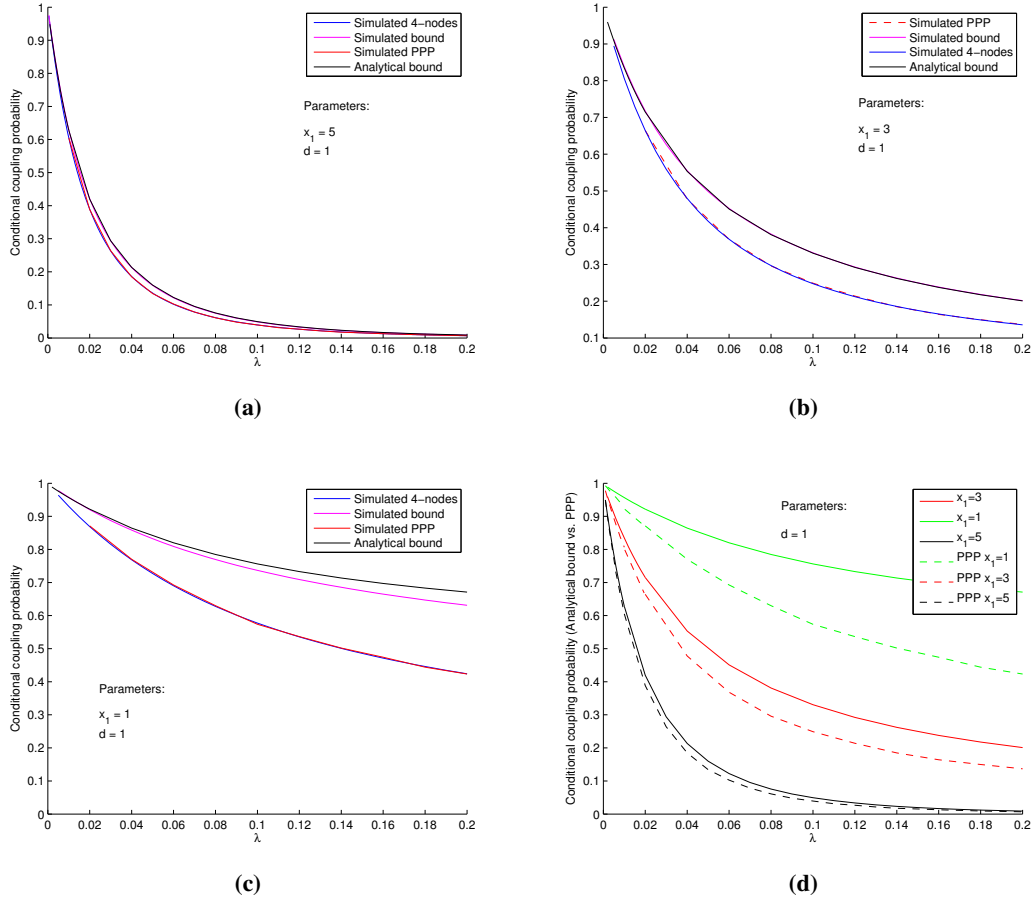 Simulated 4-nodes
Simulated bound
Simulated PPP
Analytical bound
Parameters:
x_1 = 5
d = 1
Conditional coupling probability
1
0.9
0.8
0.7
0.6
0.5
0.4
0.3
0.2
0.1
0
0 0.02 0.04 0.06 0.08 0.1 0.12 0.14 0.16 0.18 0.2
λ
(a)
Simulated PPP
Simulated bound
Simulated 4-nodes
Analytical bound
Parameters:
x_1 = 3
d = 1
Conditional coupling probability
1
0.9
0.8
0.7
0.6
0.5
0.4
0.3
0.2
0.1
0 0.02 0.04 0.06 0.08 0.1 0.12 0.14 0.16 0.18 0.2
λ
(b)
Simulated 4-nodes
Simulated bound
Simulated PPP
Analytical bound
Parameters:
x_1 = 1
d = 1
Conditional coupling probability
1
0.9
0.8
0.7
0.6
0.5
0.4
0.3
0.2
0.1
0
0 0.02 0.04 0.06 0.08 0.1 0.12 0.14 0.16 0.18 0.2
λ
(c)
x_1=3
x_1=1
x_1=5
PPP x_1=1
PPP x_1=3
PPP x_1=5
Parameters:
d = 1
Conditional coupling probability (Analytical bound vs. PPP)
1
0.9
0.8
0.7
0.6
0.5
0.4
0.3
0.2
0.1
0
0 0.02 0.04 0.06 0.08 0.1 0.12 0.14 0.16 0.18 0.2
λ
(d)